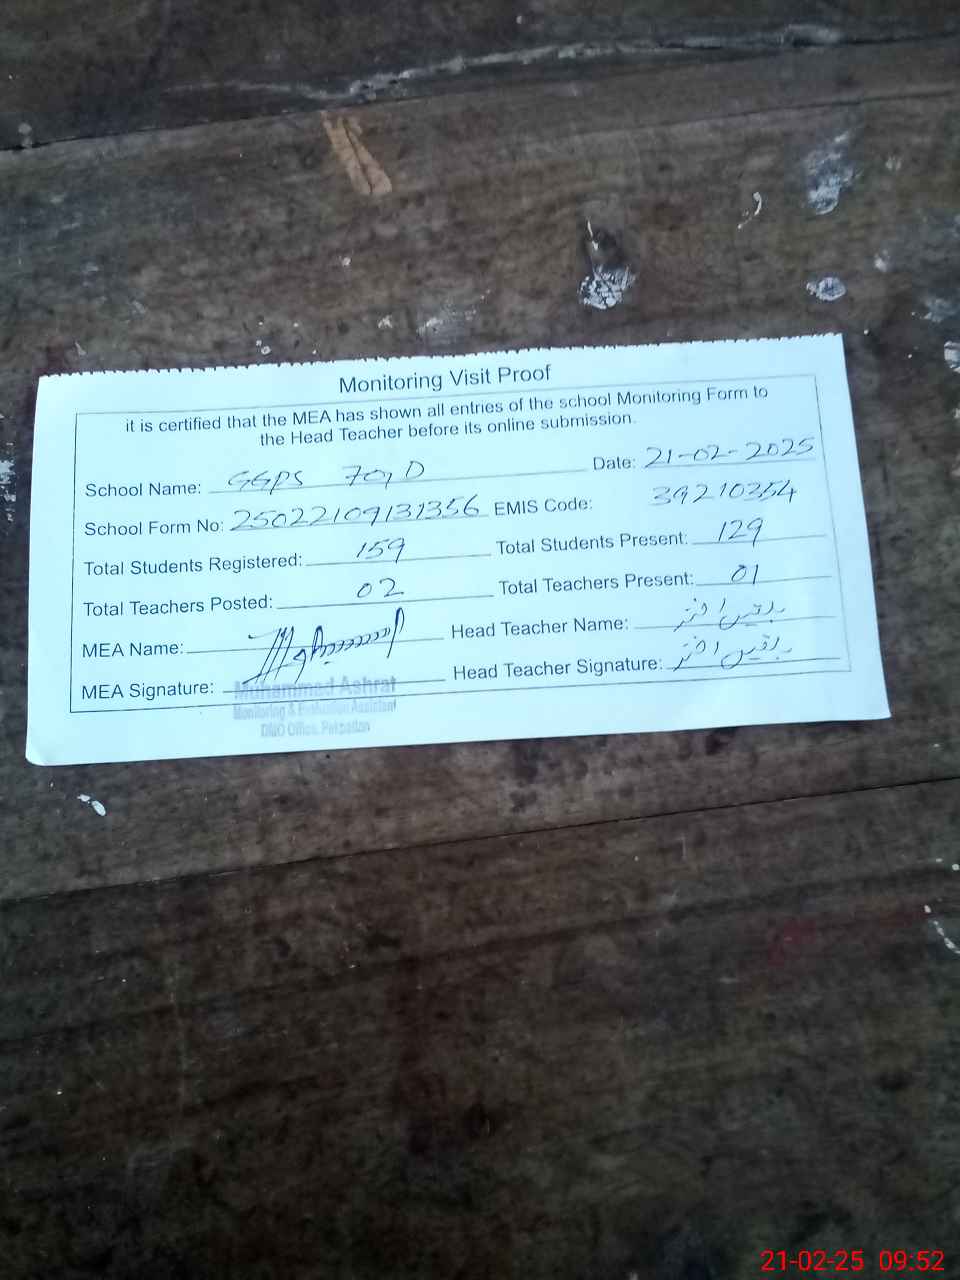 Monitoring Visit Proof
it is certified that the MEA has shown all entries of the school Monitoring Form to
the Head Teacher before its online submission.
School Name: GGPS 70, D Date: 21-02-2025
School Form No: 25022109131356 EMIS Code: 39210354
Total Students Registered: 159 Total Students Present: 129
Total Teachers Posted: 02 Total Teachers Present: 01
MEA Name: Head Teacher Name: بلقیس اختر
MEA Signature: Head Teacher Signature: بلقیس اختر
Muhammad Ashraf
Monitoring & Evaluation Assistant
DMO Office, Pakpattan
21-02-25 09:52